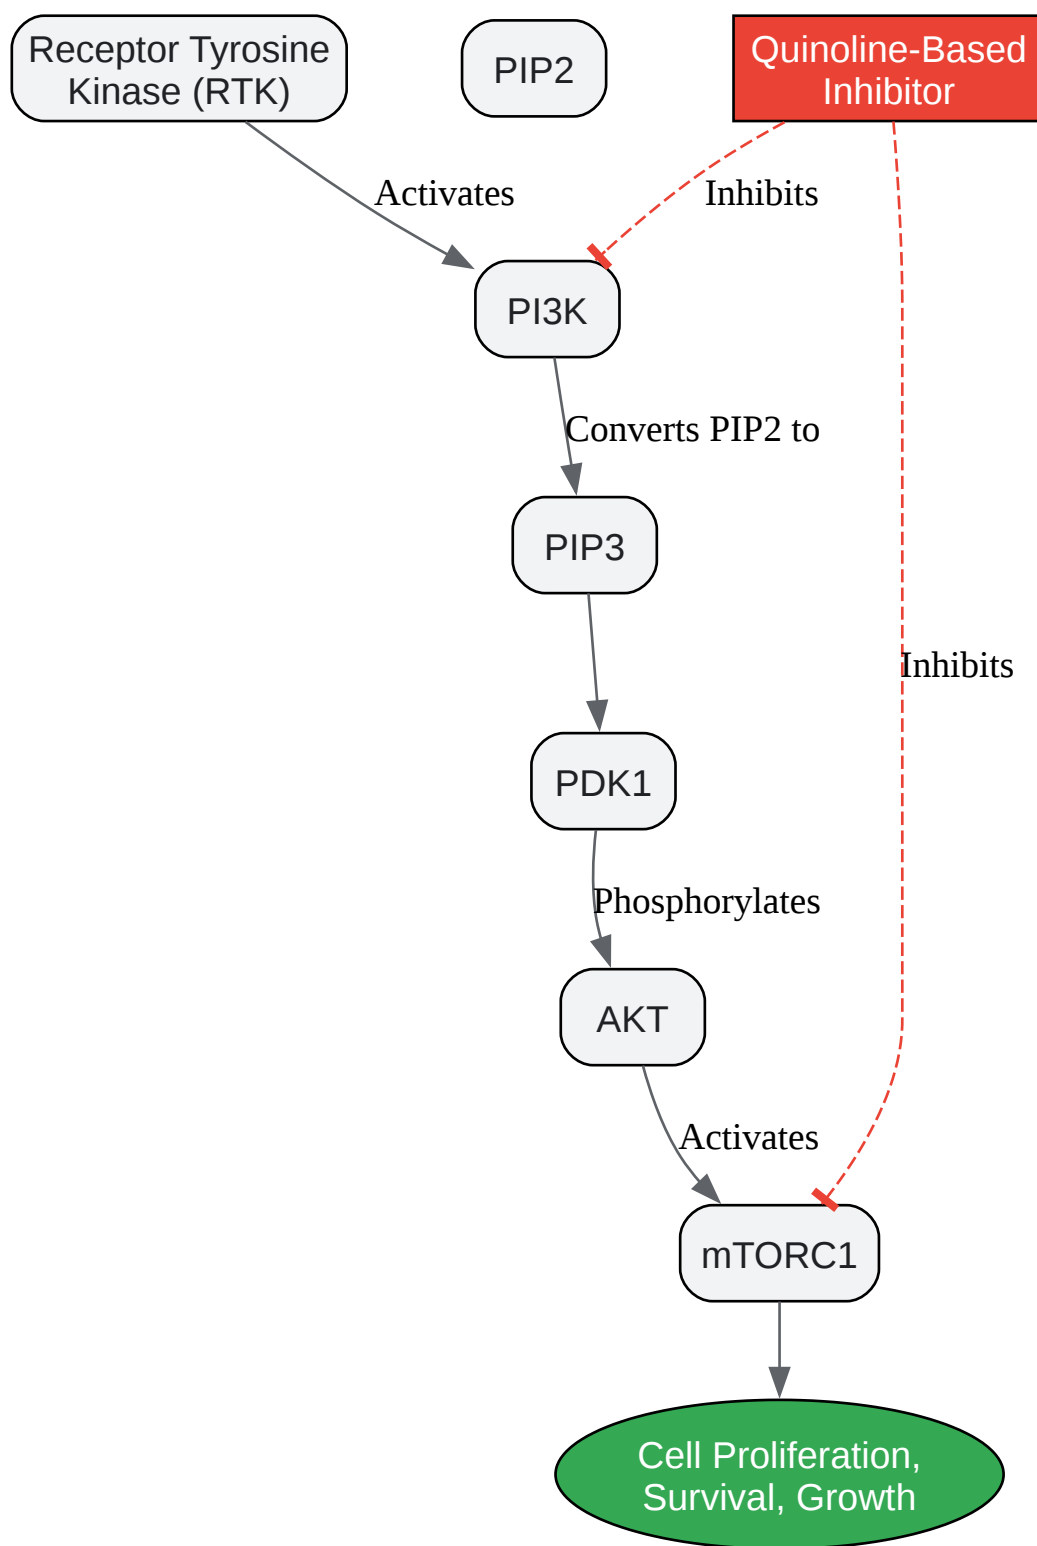 Receptor Tyrosine
Kinase (RTK)
PIP2
Quinoline-Based
Inhibitor
Activates
Inhibits
PI3K
Converts PIP2 to
PIP3
Inhibits
PDK1
Phosphorylates
AKT
Activates
mTORC1
Cell Proliferation,
Survival, Growth